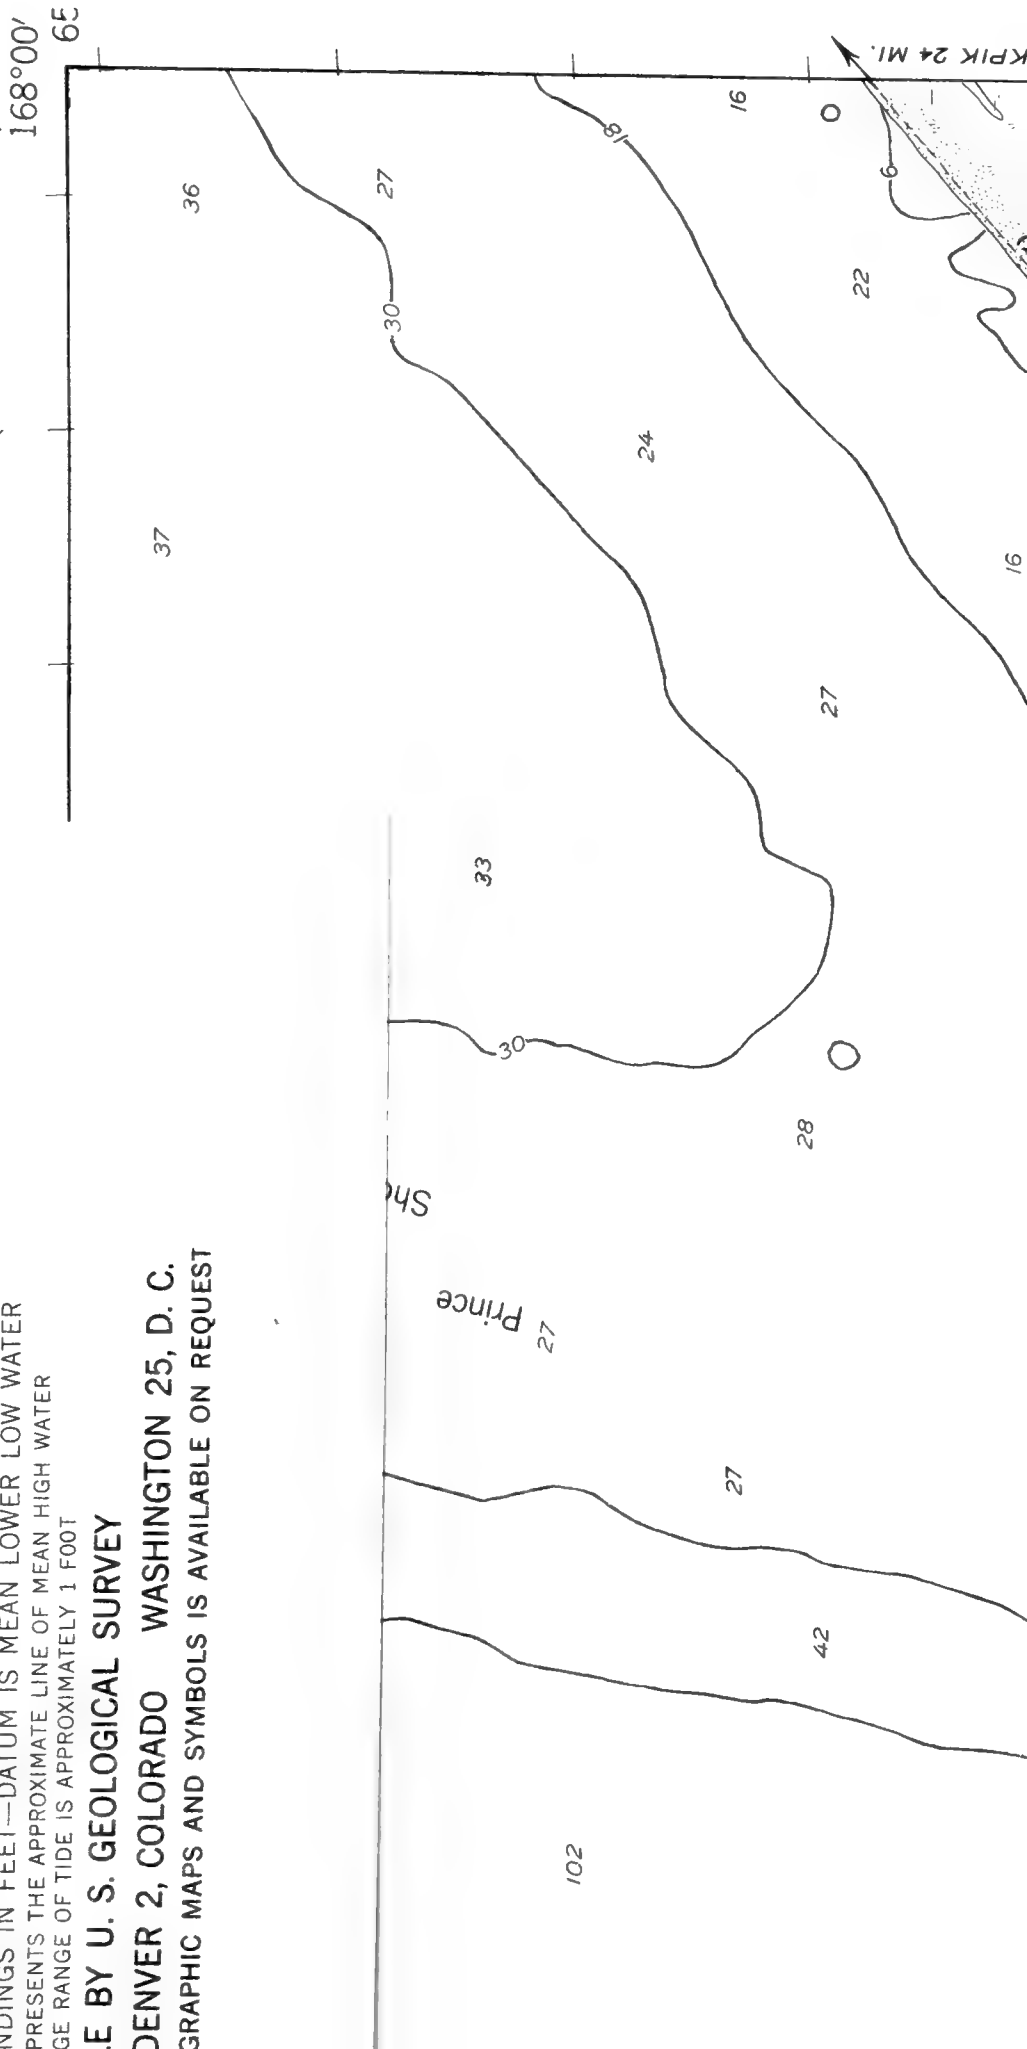 168°00'
65
NDINGS IN FEET—DATUM IS MEAN LOWER LOW WATER
PRESENTS THE APPROXIMATE LINE OF MEAN HIGH WATER
GE RANGE OF TIDE IS APPROXIMATELY 1 FOOT
E BY U. S. GEOLOGICAL SURVEY
DENVER 2, COLORADO WASHINGTON 25, D. C.
GRAPHIC MAPS AND SYMBOLS IS AVAILABLE ON REQUEST
KPIK 24 MI.
16
18
6
36
27
22
30
24
37
16
27
33
30
28
Sho
Prince
27
27
42
102